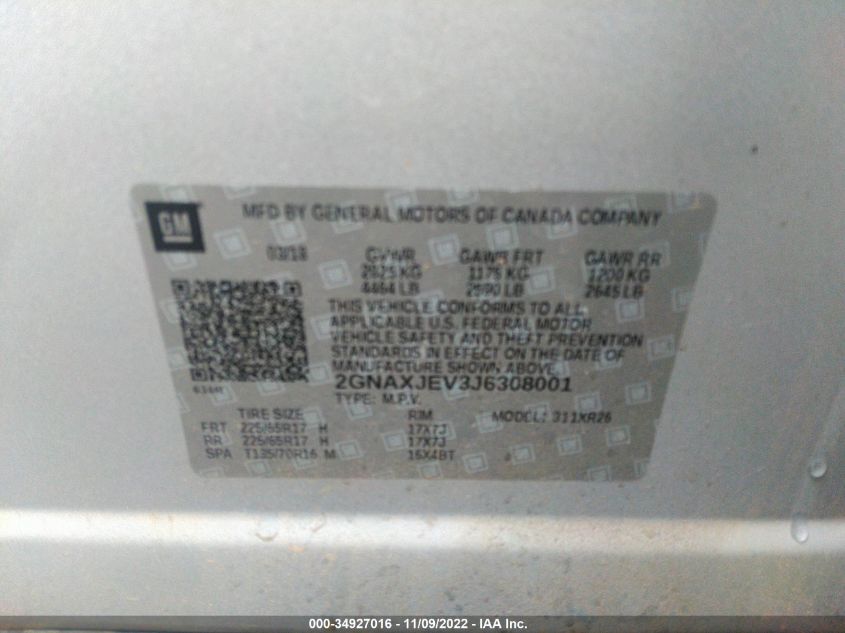 GM
MFD BY GENERAL MOTORS OF CANADA COMPANY
03/18 GVWR GAWR FRT GAWR RR
2025 KG 1175 KG 1200 KG
4464 LB 2590 LB 2645 LB
THIS VEHICLE CONFORMS TO ALL
APPLICABLE U.S. FEDERAL MOTOR
VEHICLE SAFETY AND THEFT PREVENTION
STANDARDS IN EFFECT ON THE DATE OF
MANUFACTURE SHOWN ABOVE.
2GNAXJEV3J6308001
TYPE: M.P.V.
TIRE SIZE RIM MODEL: 311XR26
FRT 225/65R17 H 17X7J
RR 225/65R17 H 17X7J
SPA T135/70R16 M 16X4BT
000-34927016 - 11/09/2022 - IAA Inc.